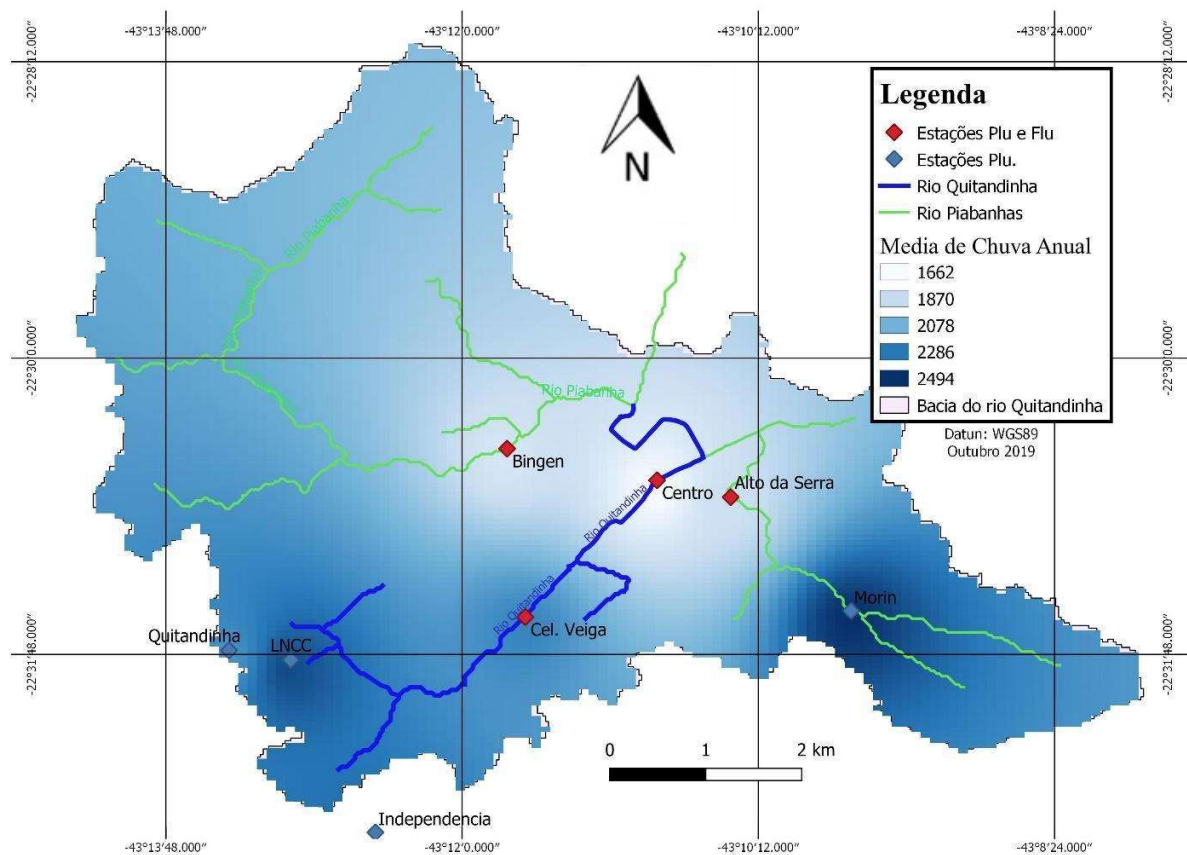 -43°13'48.000″
-43°12'0.000″
-43°10'12.000″
-43°8'24.000″
-22°28'12.000″
-22°28'12.000″
N
Legenda
Estações Plu e Flu
Estações Plu.
Rio Quitandinha
Rio Piabanhas
Media de Chuva Anual
1662
1870
2078
2286
2494
Bacia do rio Quitandinha
Datun: WGS89
Outubro 2019
Rio Piabanha
-22°30'0.000″
-22°30'0.000″
Rio Piabanha
Bingen
Centro
Alto da Serra
Rio Quitandinha
Rio Quitandinha
Cel. Veiga
Morin
Quitandinha
LNCC
-22°31'48.000″
-22°31'48.000″
0 1 2 km
Independencia
-43°13'48.000″
-43°12'0.000″
-43°10'12.000″
-43°8'24.000″